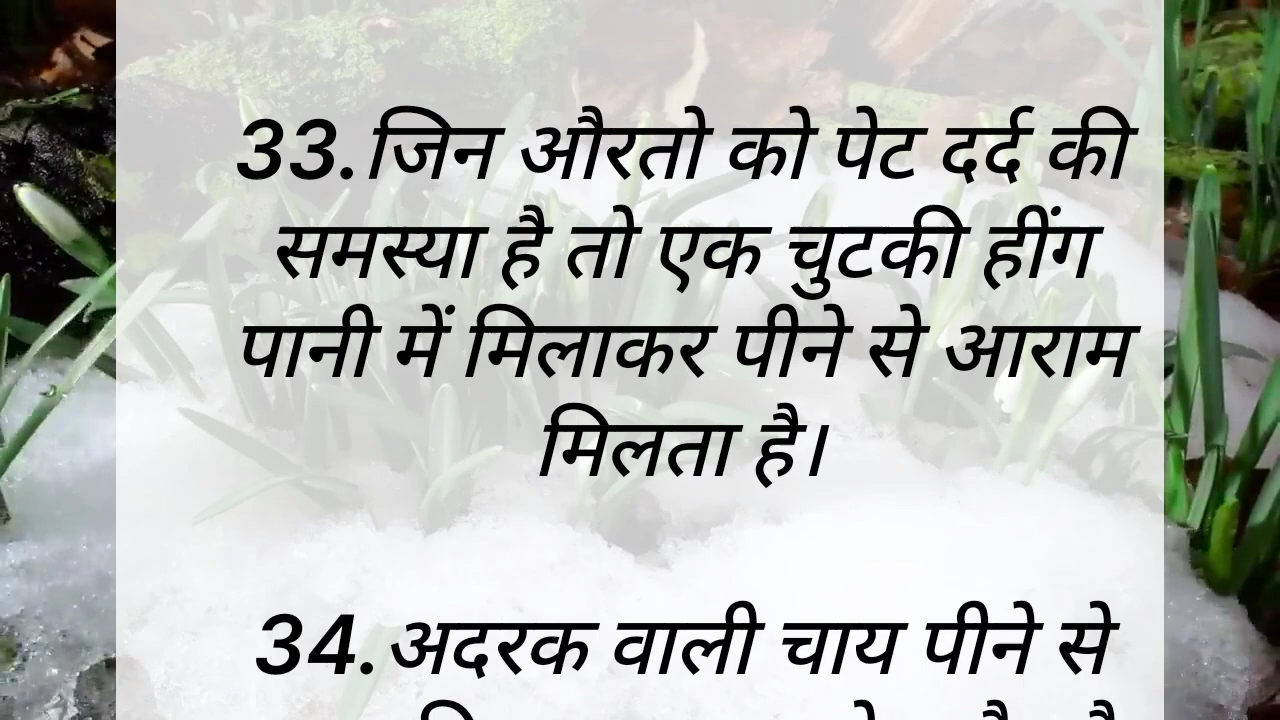 33.जिन औरतो को पेट दर्द की
समस्या है तो एक चुटकी हींग
पानी में मिलाकर पीने से आराम
मिलता है।
34.अदरक वाली चाय पीने से